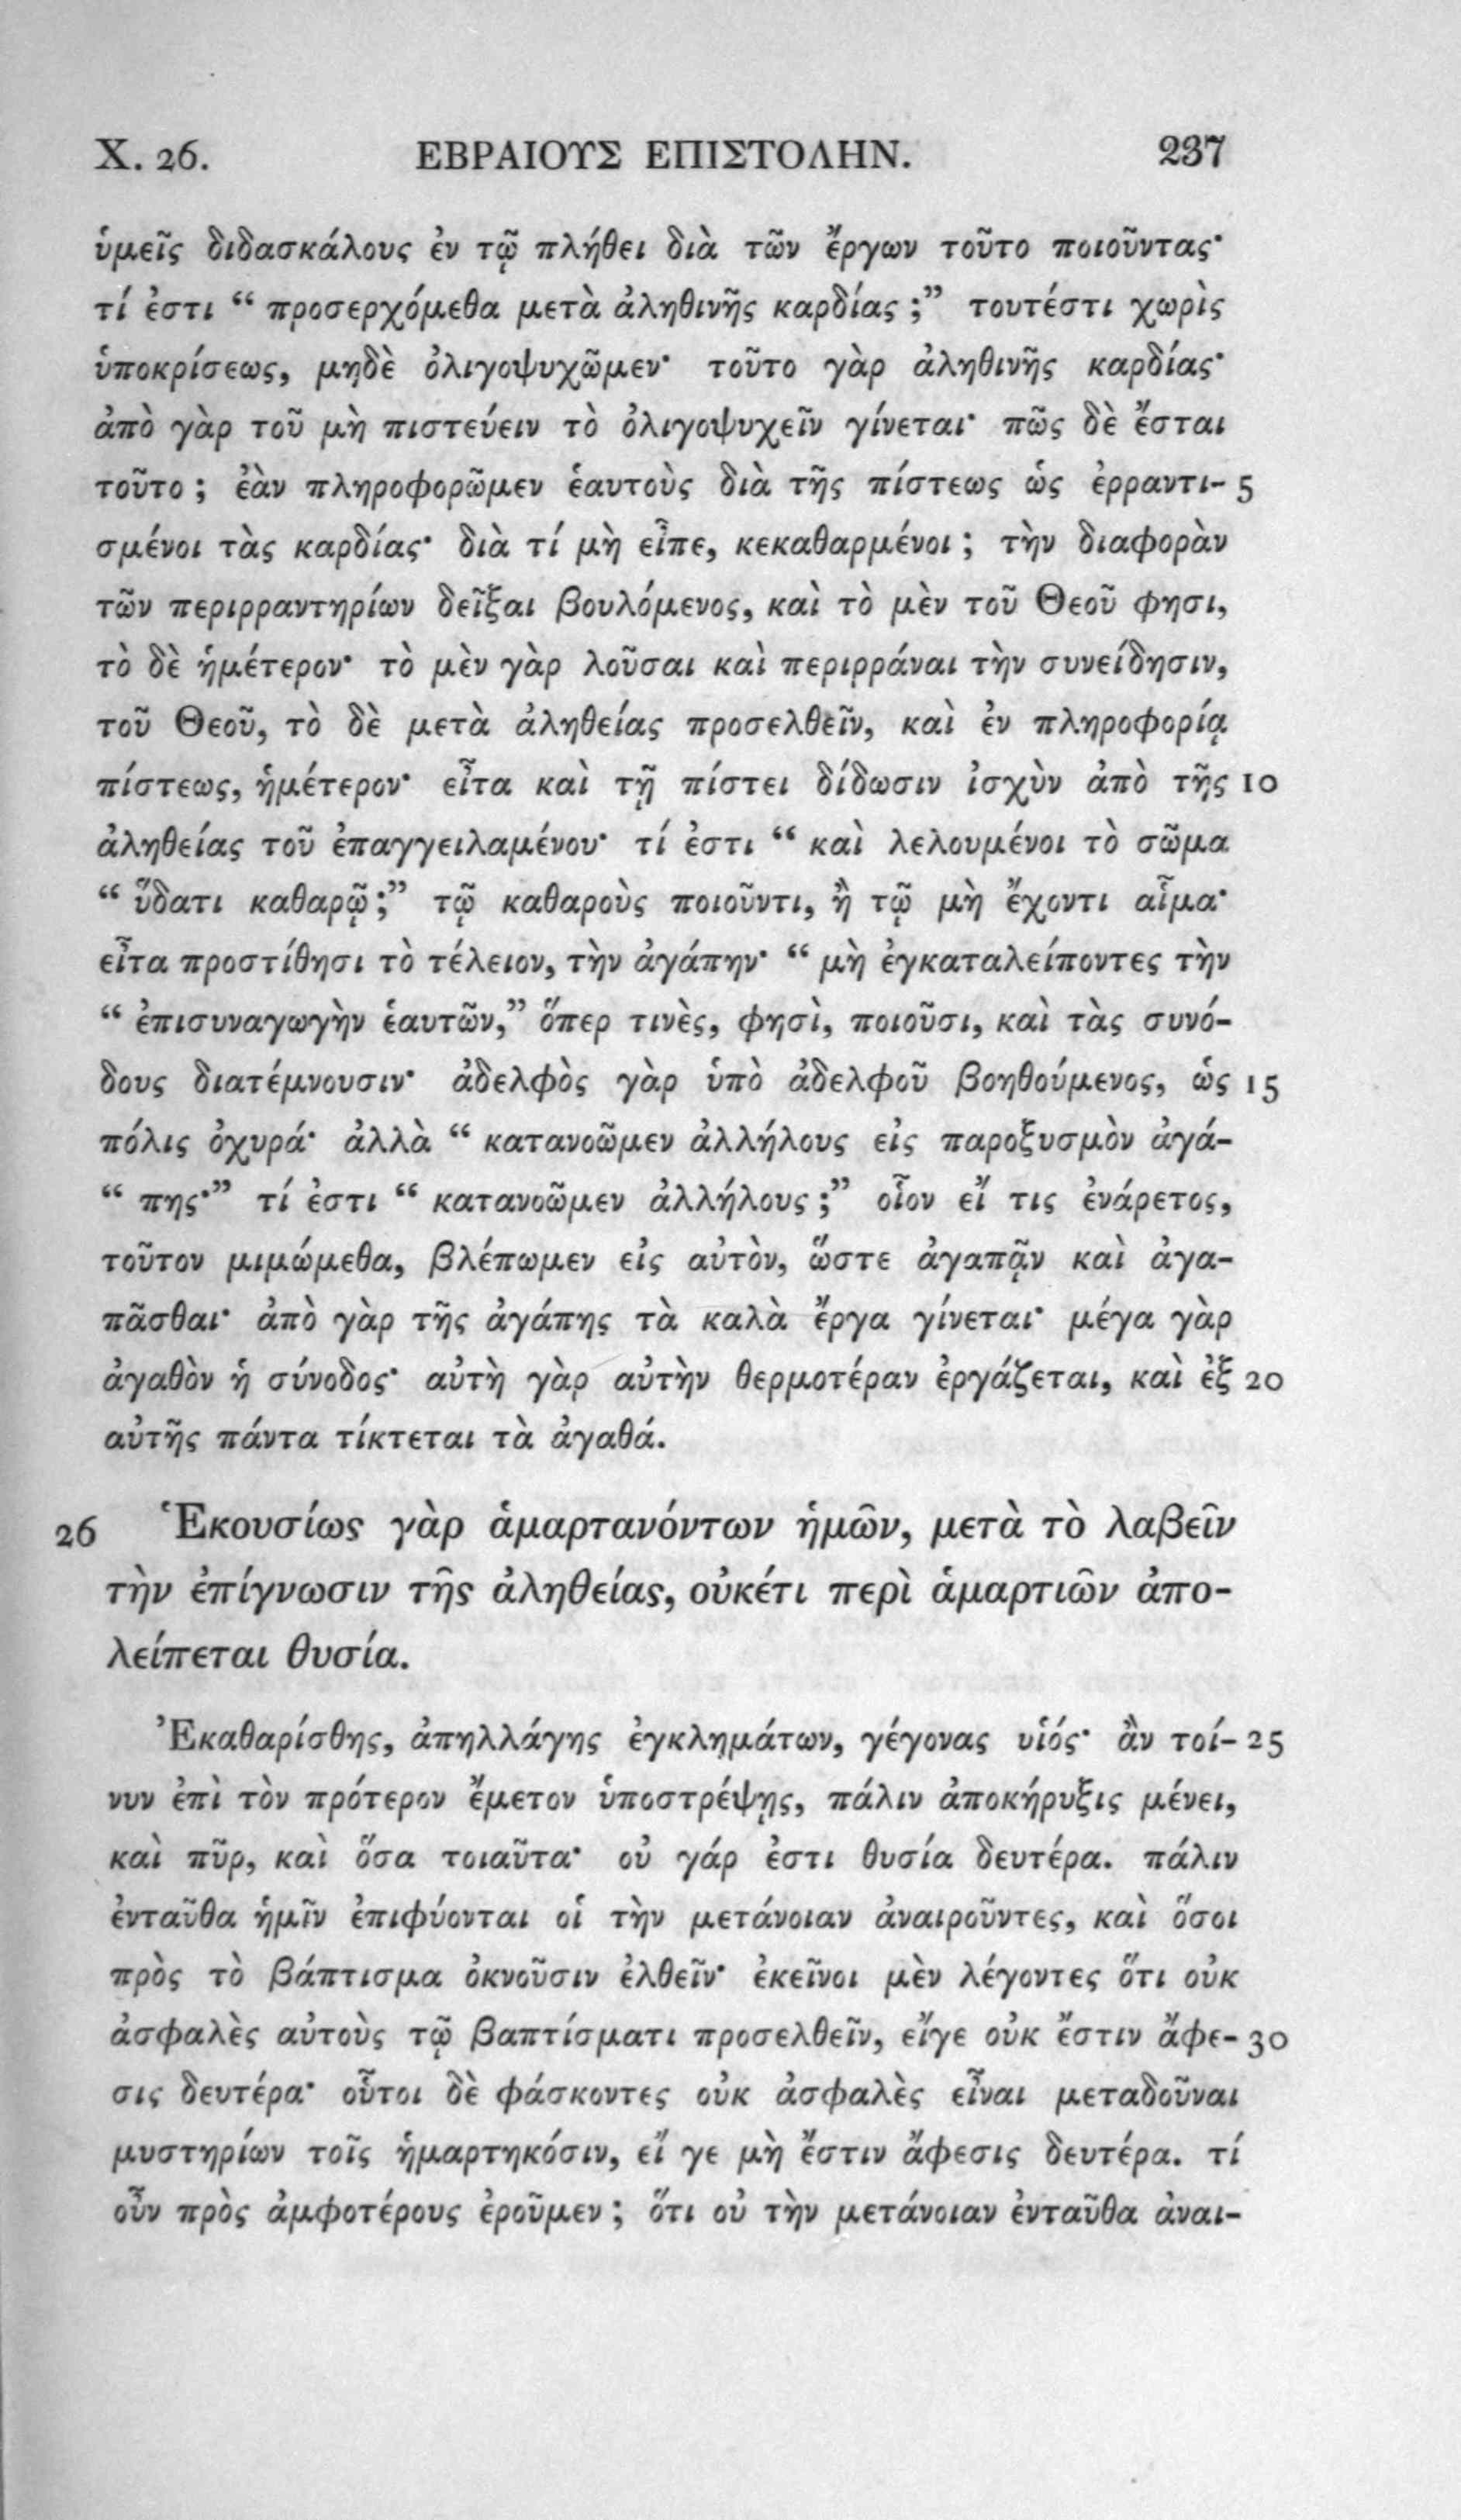 X. 26. ΕΒΡΑΙΟΥΣ ΕΠΙΣΤΟΛΗΝ. 237
ὑμεῖς διδασκάλους ἐν τῷ πλήθει διὰ τῶν ἔργων τοῦτο ποιοῦντας·
τί ἐστι “ προσερχόμεθα μετὰ ἀληθινῆς καρδίας ;” τουτέστι χωρὶς
ὑποκρίσεως, μηδὲ ὀλιγοψυχῶμεν· τοῦτο γὰρ ἀληθινῆς καρδίας·
ἀπὸ γὰρ τοῦ μὴ πιστεύειν τὸ ὀλιγοψυχεῖν γίνεται· πῶς δὲ ἔσται
τοῦτο ; ἐὰν πληροφορῶμεν ἑαυτοὺς διὰ τῆς πίστεως ὡς ἐρραντι- 5
σμένοι τὰς καρδίας· διὰ τί μὴ εἶπε, κεκαθαρμένοι ; τὴν διαφορὰν
τῶν περιρραντηρίων δεῖξαι βουλόμενος, καὶ τὸ μὲν τοῦ Θεοῦ φησι,
τὸ δὲ ἡμέτερον· τὸ μὲν γὰρ λοῦσαι καὶ περιρράναι τὴν συνείδησιν,
τοῦ Θεοῦ, τὸ δὲ μετὰ ἀληθείας προσελθεῖν, καὶ ἐν πληροφορίᾳ
πίστεως, ἡμέτερον· εἶτα καὶ τῇ πίστει δίδωσιν ἰσχὺν ἀπὸ τῆς 10
ἀληθείας τοῦ ἐπαγγειλαμένου· τί ἐστι “ καὶ λελουμένοι τὸ σῶμα
“ ὕδατι καθαρῷ ;” τῷ καθαροὺς ποιοῦντι, ἢ τῷ μὴ ἔχοντι αἷμα·
εἶτα προστίθησι τὸ τέλειον, τὴν ἀγάπην· “ μὴ ἐγκαταλείποντες τὴν
“ ἐπισυναγωγὴν ἑαυτῶν,” ὅπερ τινὲς, φησὶ, ποιοῦσι, καὶ τὰς συνό-
δους διατέμνουσιν· ἀδελφὸς γὰρ ὑπὸ ἀδελφοῦ βοηθούμενος, ὡς 15
πόλις ὀχυρά· ἀλλὰ “ κατανοῶμεν ἀλλήλους εἰς παροξυσμὸν ἀγά-
“ πης·” τί ἐστι “ κατανοῶμεν ἀλλήλους ;” οἷον εἴ τις ἐνάρετος,
τοῦτον μιμώμεθα, βλέπωμεν εἰς αὐτὸν, ὥστε ἀγαπᾷν καὶ ἀγα-
πᾶσθαι· ἀπὸ γὰρ τῆς ἀγάπης τὰ καλὰ ἔργα γίνεται· μέγα γὰρ
ἀγαθὸν ἡ σύνοδος· αὐτὴ γὰρ αὐτὴν θερμοτέραν ἐργάζεται, καὶ ἐξ 20
αὐτῆς πάντα τίκτεται τὰ ἀγαθά.
26 Ἑκουσίως γὰρ ἁμαρτανόντων ἡμῶν, μετὰ τὸ λαβεῖν
τὴν ἐπίγνωσιν τῆς ἀληθείας, οὐκέτι περὶ ἁμαρτιῶν ἀπο-
λείπεται θυσία.
Ἐκαθαρίσθης, ἀπηλλάγης ἐγκλημάτων, γέγονας υἱός· ἂν τοί- 25
νυν ἐπὶ τὸν πρότερον ἔμετον ὑποστρέψῃς, πάλιν ἀποκήρυξις μένει,
καὶ πῦρ, καὶ ὅσα τοιαῦτα· οὐ γάρ ἐστι θυσία δευτέρα. πάλιν
ἐνταῦθα ἡμῖν ἐπιφύονται οἱ τὴν μετάνοιαν ἀναιροῦντες, καὶ ὅσοι
πρὸς τὸ βάπτισμα ὀκνοῦσιν ἐλθεῖν· ἐκεῖνοι μὲν λέγοντες ὅτι οὐκ
ἀσφαλὲς αὐτοὺς τῷ βαπτίσματι προσελθεῖν, εἴγε οὐκ ἔστιν ἄφε- 30
σις δευτέρα· οὗτοι δὲ φάσκοντες οὐκ ἀσφαλὲς εἶναι μεταδοῦναι
μυστηρίων τοῖς ἡμαρτηκόσιν, εἴ γε μὴ ἔστιν ἄφεσις δευτέρα. τί
οὖν πρὸς ἀμφοτέρους ἐροῦμεν ; ὅτι οὐ τὴν μετάνοιαν ἐνταῦθα ἀναι-